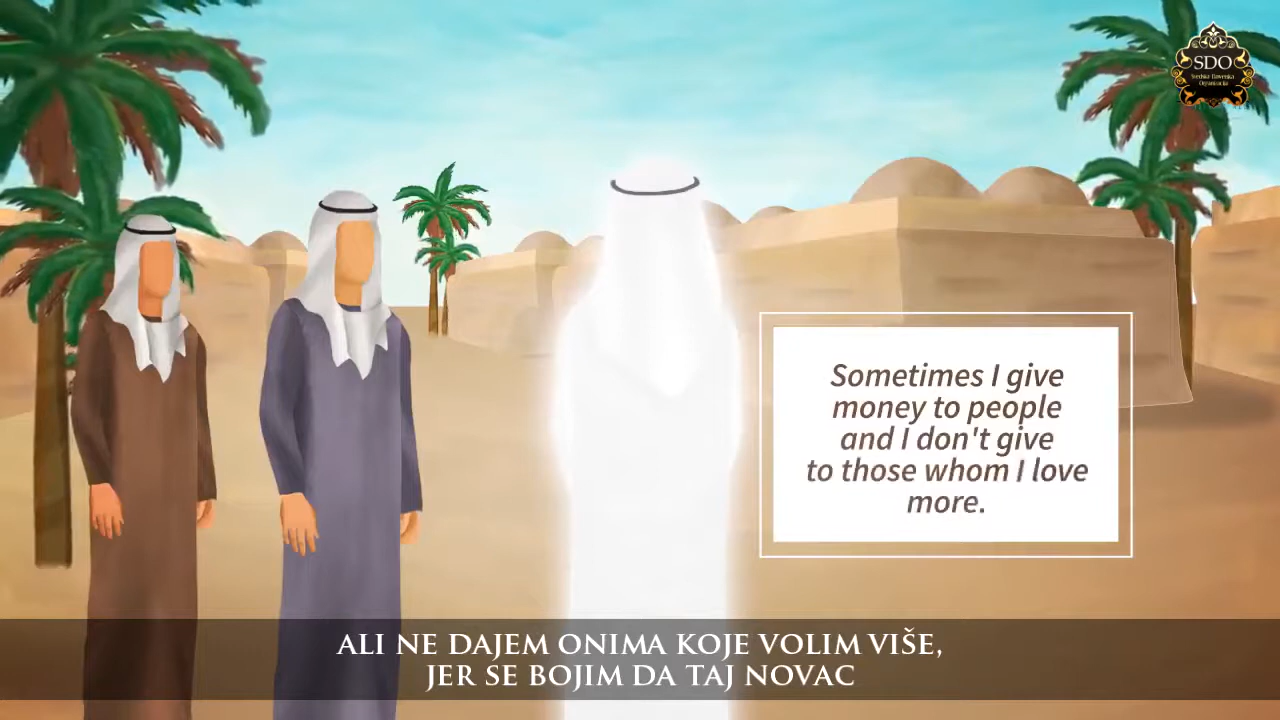 SDO
Sometimes I give
money to people
and I don't give
to those whom I love
more.
ALI NE DAJEM ONIMA KOJE VOLIM VIŠE,
JER SE BOJIM DA TAJ NOVAC